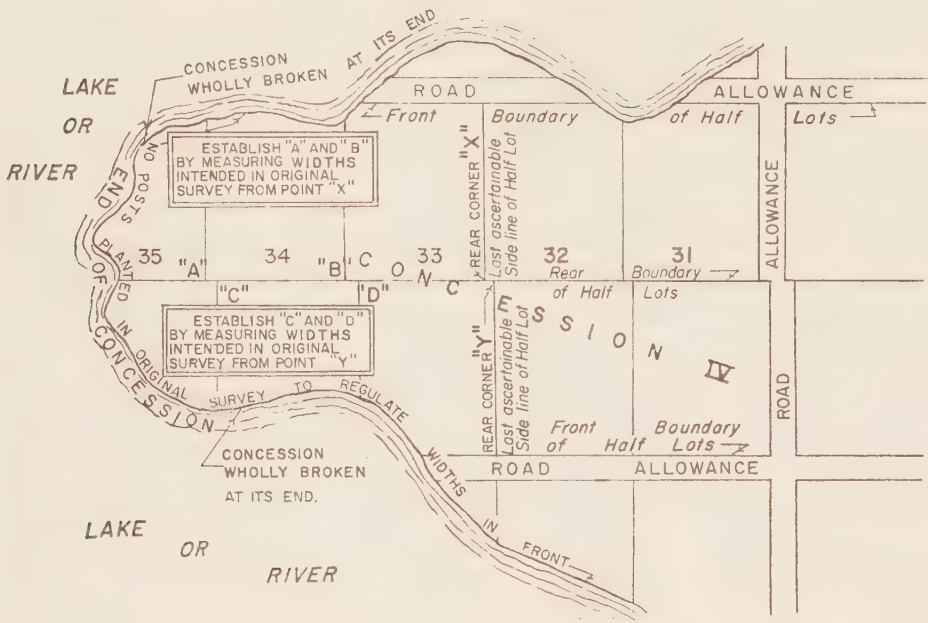 LAKE
OR
RIVER
CONCESSION
WHOLLY BROKEN
AT ITS END
ROAD ALLOWANCE
Front Boundary of Half Lots
ESTABLISH "A" AND "B"
BY MEASURING WIDTHS
INTENDED IN ORIGINAL
SURVEY FROM POINT "X"
REAR CORNER "X"
Last ascertainable
Side line of Half Lot
ALLOWANCE
ROAD
35 "A" 34 "B" 33 32 31
CONCESSION IV
Rear Boundary
of Half Lots
"C" "D"
ESTABLISH "C" AND "D"
BY MEASURING WIDTHS
INTENDED IN ORIGINAL
SURVEY FROM POINT "Y"
REAR CORNER "Y"
Last ascertainable
Side line of Half Lot
Front Boundary
of Half Lots
ROAD ALLOWANCE
NO POSTS PLANTED IN ORIGINAL SURVEY TO REGULATE WIDTHS IN FRONT
END OF CONCESSION
CONCESSION
WHOLLY BROKEN
AT ITS END.
LAKE
OR
RIVER